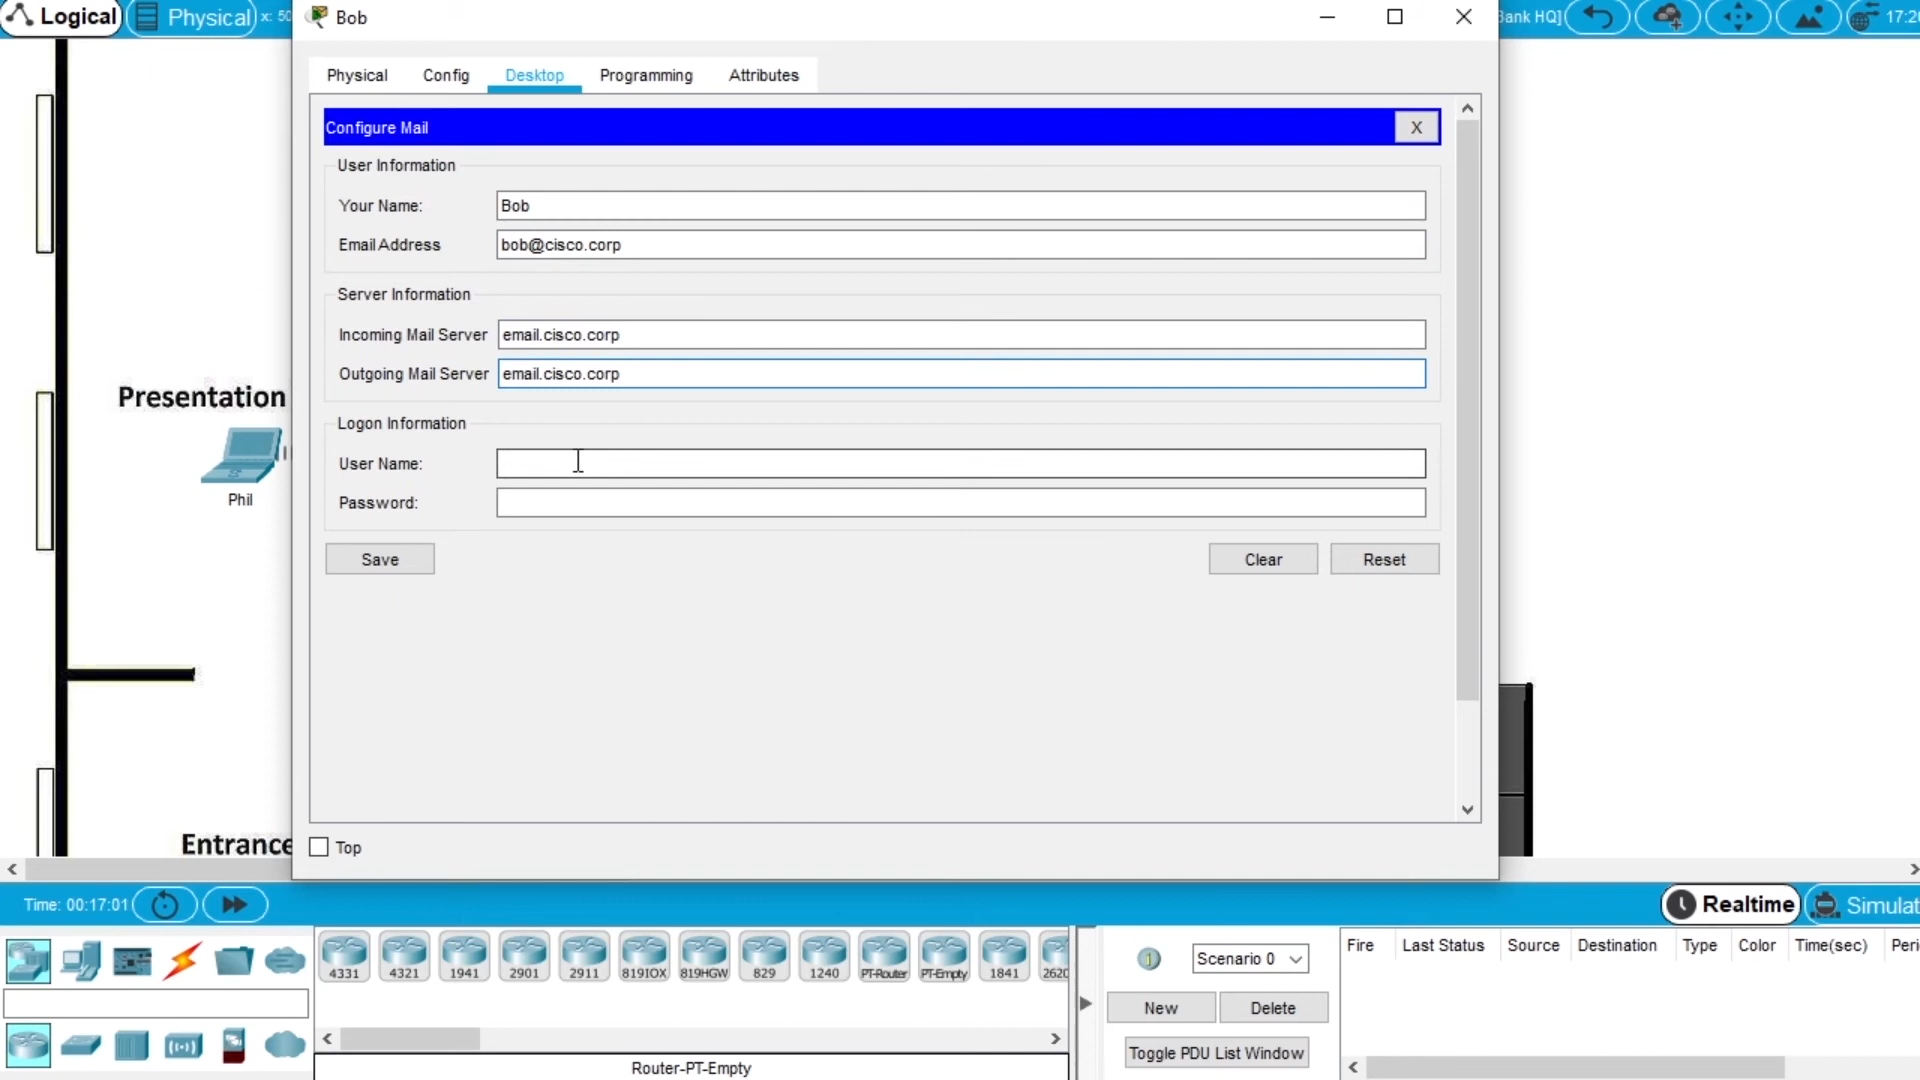 Logical
Physical
x: 50
Bob
Bank HQ]
17:20
Physical
Config
Desktop
Programming
Attributes
Configure Mail
X
User Information
Your Name:
Bob
Email Address
bob@cisco.corp
Server Information
Incoming Mail Server
email.cisco.corp
Outgoing Mail Server
email.cisco.corp
Logon Information
User Name:
Password:
Save
Clear
Reset
Presentation
Phil
Entrance
Top
Time: 00:17:01
Realtime
Simulat
4331
4321
1941
2901
2911
819IOX
819HGW
829
1240
PT-Router
PT-Empty
1841
2620
Router-PT-Empty
Scenario 0
New
Delete
Toggle PDU List Window
Fire
Last Status
Source
Destination
Type
Color
Time(sec)
Peri